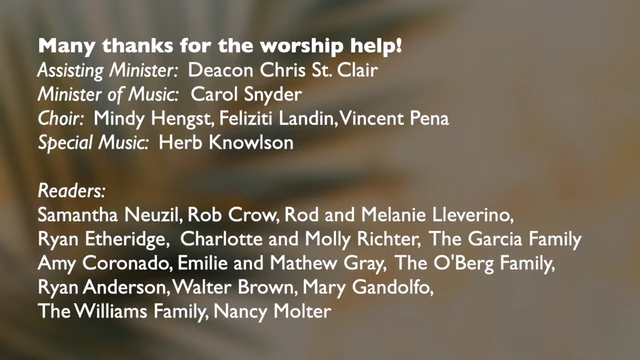 Many thanks for the worship help!
Assisting Minister: Deacon Chris St. Clair
Minister of Music: Carol Snyder
Choir: Mindy Hengst, Feliziti Landin, Vincent Pena
Special Music: Herb Knowlson
Readers:
Samantha Neuzil, Rob Crow, Rod and Melanie Lleverino,
Ryan Etheridge, Charlotte and Molly Richter, The Garcia Family
Amy Coronado, Emilie and Mathew Gray, The O'Berg Family,
Ryan Anderson, Walter Brown, Mary Gandolfo,
The Williams Family, Nancy Molter